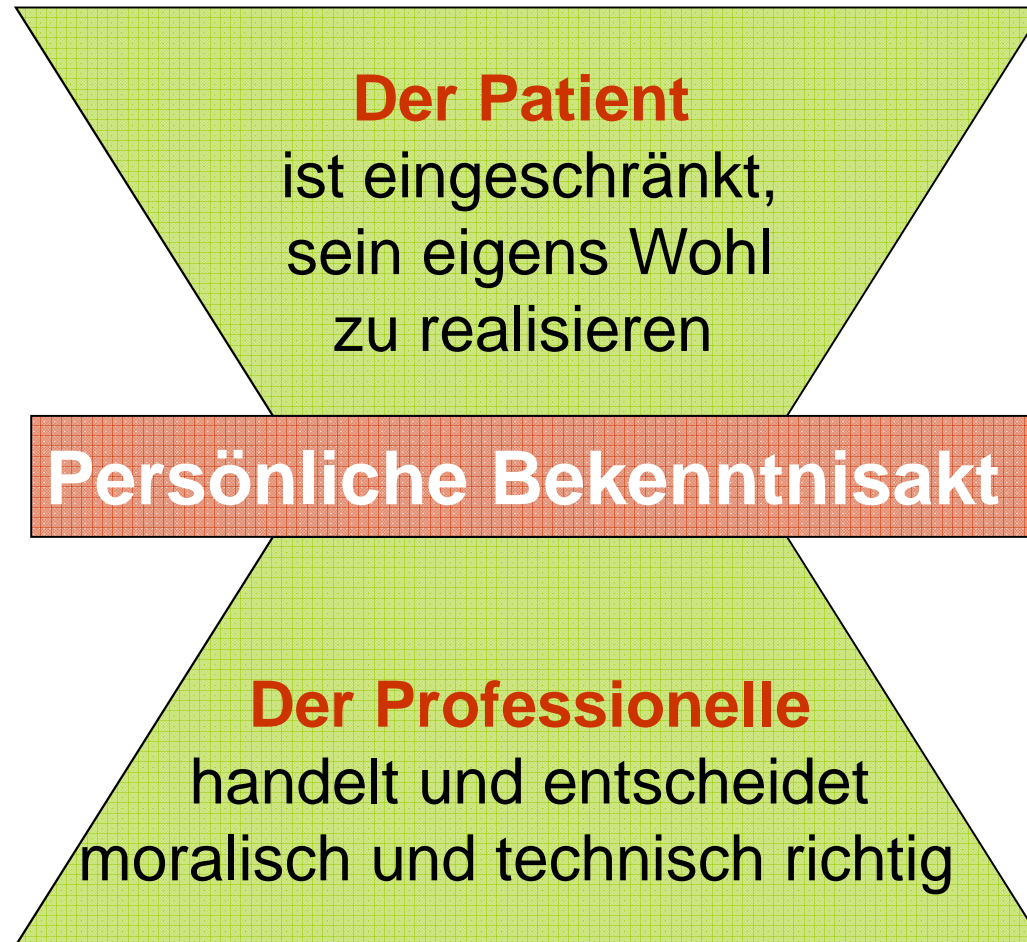 Der Patient
ist eingeschränkt,
sein eigens Wohl
zu realisieren
Persönliche Bekenntnisakt
Der Professionelle
handelt und entscheidet
moralisch und technisch richtig